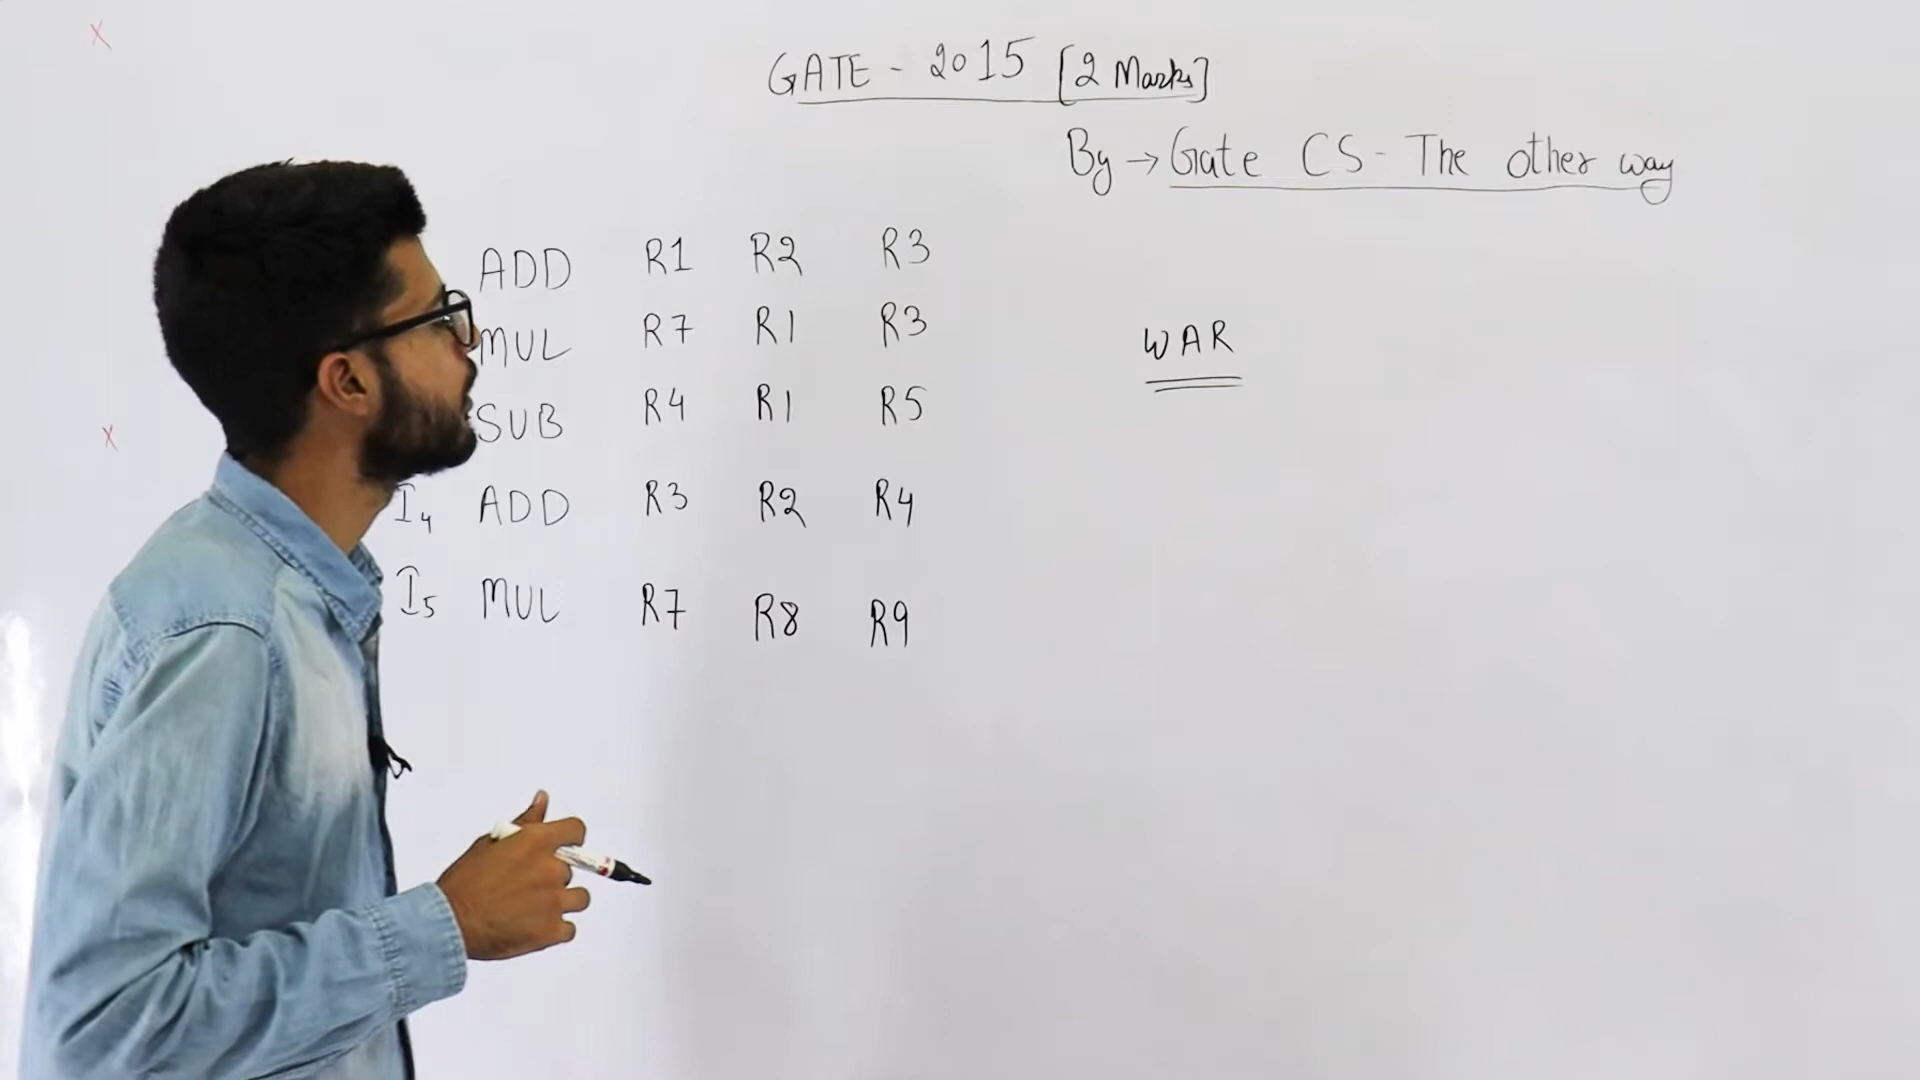 GATE - 2015 [2 Marks]
By → Gate CS - The other way
ADD R1 R2 R3
MUL R7 R1 R3
SUB R4 R1 R5
I4 ADD R3 R2 R4
I5 MUL R7 R8 R9
WAR